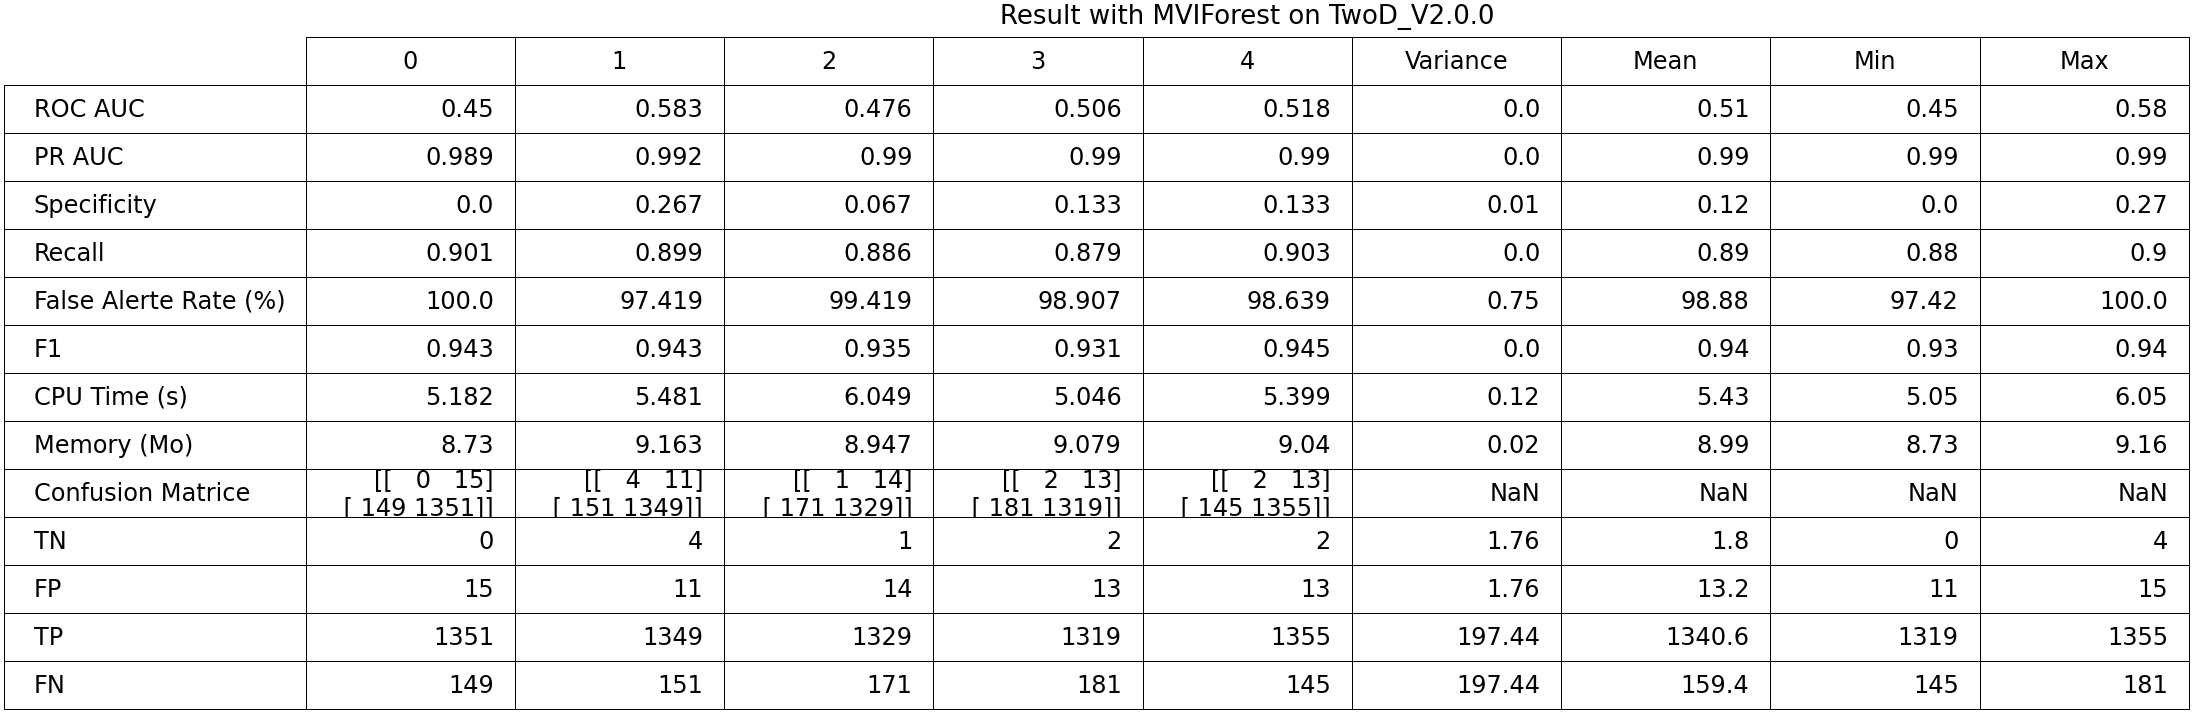 Result with MVIForest on TwoD_V2.0.0
0 1 2 3 4 Variance Mean Min Max
ROC AUC 0.45 0.583 0.476 0.506 0.518 0.0 0.51 0.45 0.58
PR AUC 0.989 0.992 0.99 0.99 0.99 0.0 0.99 0.99 0.99
Specificity 0.0 0.267 0.067 0.133 0.133 0.01 0.12 0.0 0.27
Recall 0.901 0.899 0.886 0.879 0.903 0.0 0.89 0.88 0.9
False Alerte Rate (%) 100.0 97.419 99.419 98.907 98.639 0.75 98.88 97.42 100.0
F1 0.943 0.943 0.935 0.931 0.945 0.0 0.94 0.93 0.94
CPU Time (s) 5.182 5.481 6.049 5.046 5.399 0.12 5.43 5.05 6.05
Memory (Mo) 8.73 9.163 8.947 9.079 9.04 0.02 8.99 8.73 9.16
[[ 0 15] [[ 4 11] [[ 1 14] [[ 2 13] [[ 2 13]
Confusion Matrice NaN NaN NaN NaN
[ 149 1351]] [ 151 1349]] [ 171 1329]] [ 181 1319]] [ 145 1355]]
TN 0 4 1 2 2 1.76 1.8 0 4
FP 15 11 14 13 13 1.76 13.2 11 15
TP 1351 1349 1329 1319 1355 197.44 1340.6 1319 1355
FN 149 151 171 181 145 197.44 159.4 145 181